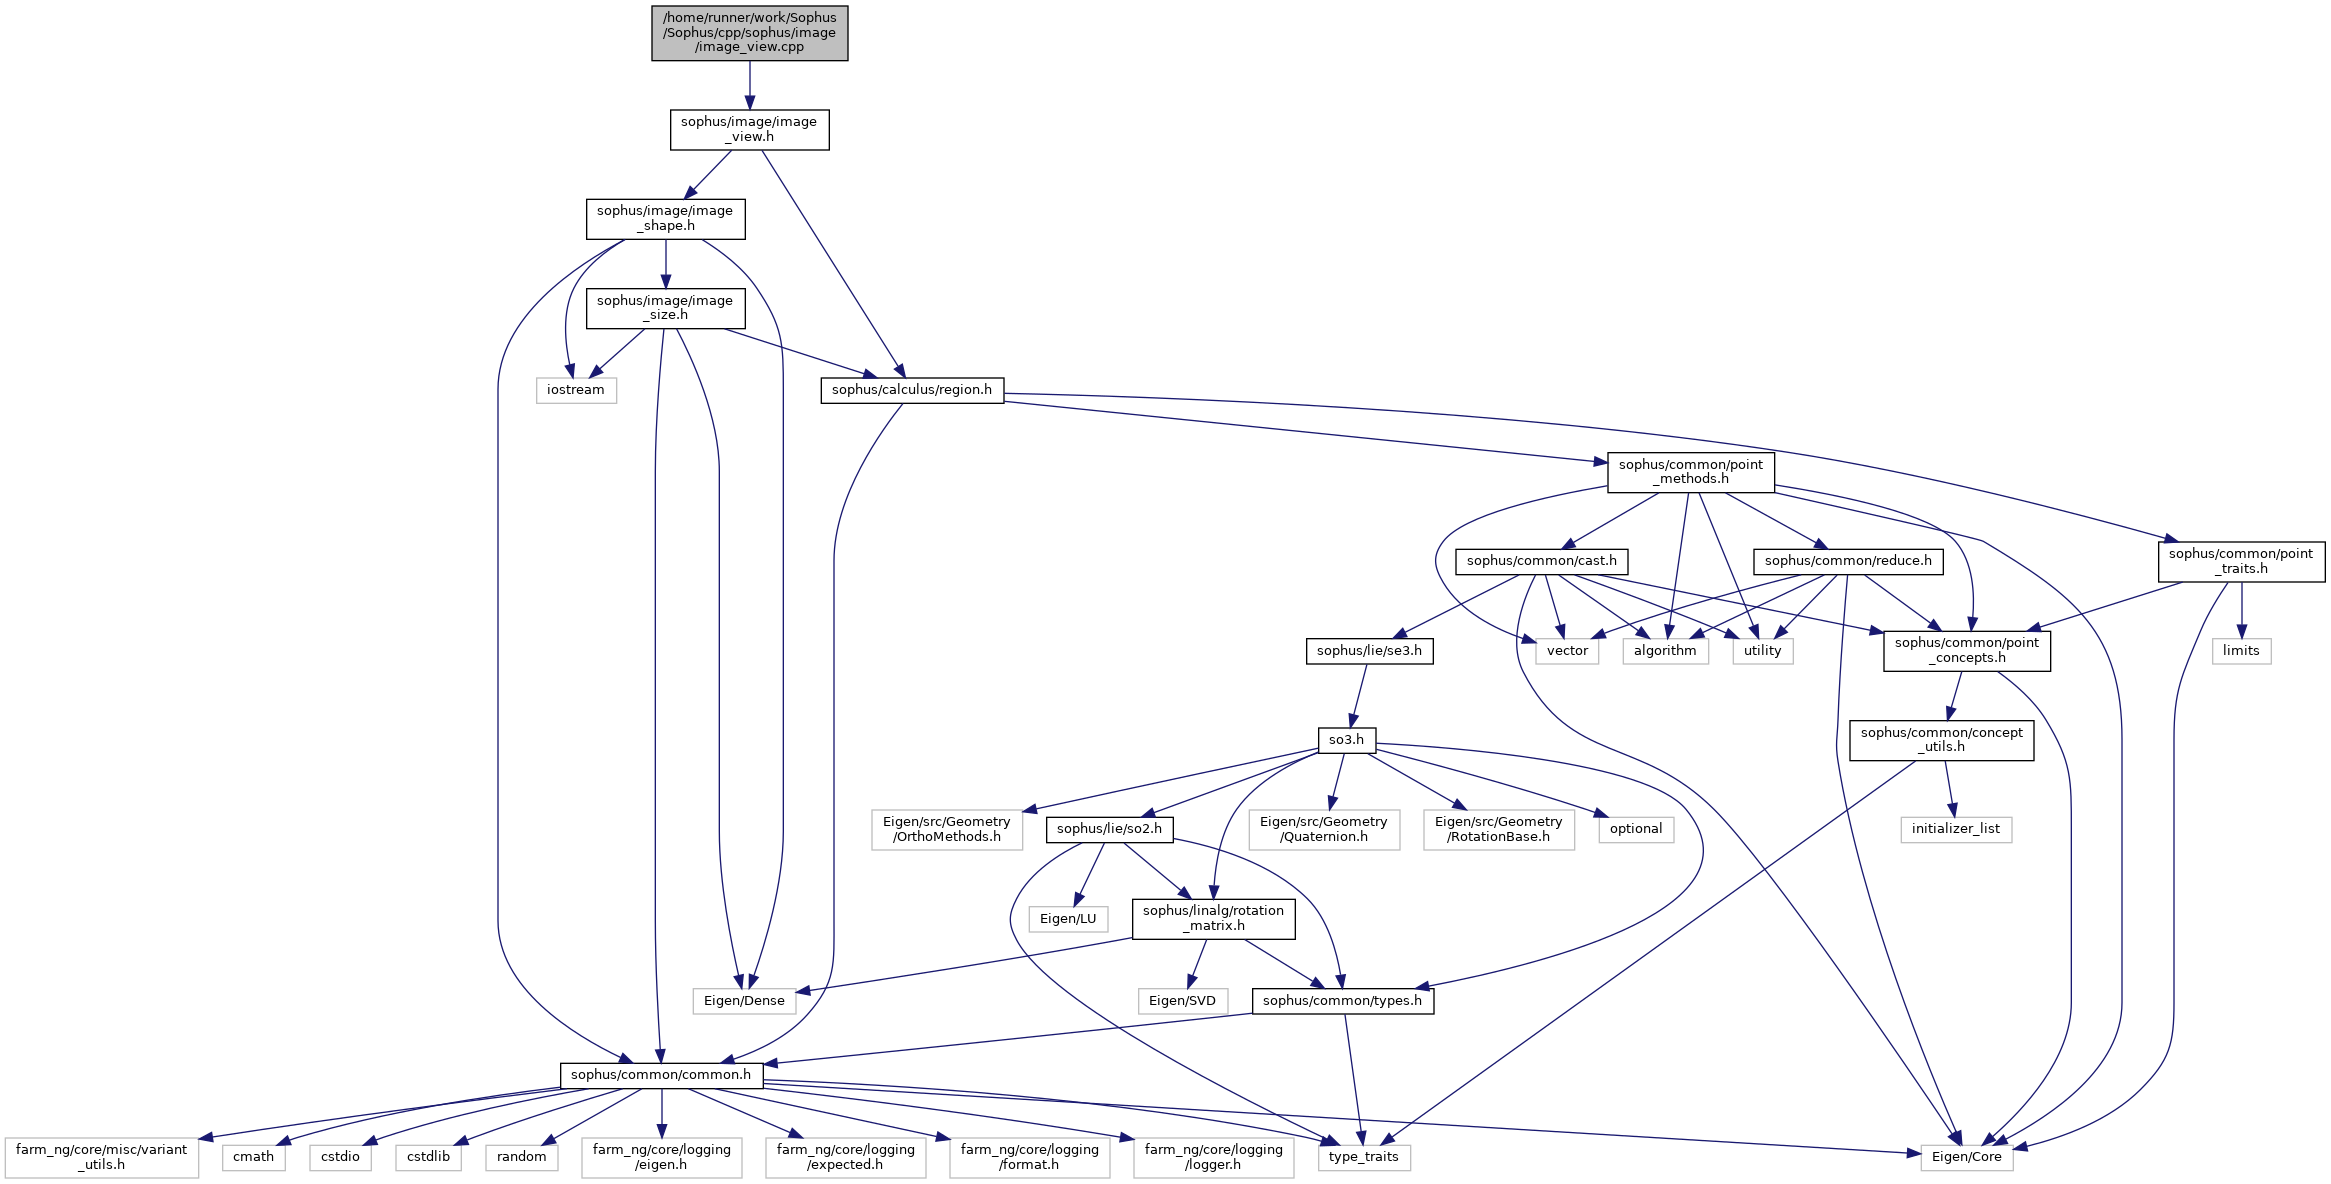 /home/runner/work/Sophus
/Sophus/cpp/sophus/image
/image_view.cpp
sophus/image/image
_view.h
sophus/image/image
_shape.h
sophus/image/image
_size.h
iostream
sophus/calculus/region.h
sophus/common/point
_methods.h
sophus/common/cast.h
sophus/common/reduce.h
sophus/common/point
_traits.h
sophus/lie/se3.h
vector
algorithm
utility
sophus/common/point
_concepts.h
limits
so3.h
sophus/common/concept
_utils.h
Eigen/src/Geometry
/OrthoMethods.h
sophus/lie/so2.h
Eigen/src/Geometry
/Quaternion.h
Eigen/src/Geometry
/RotationBase.h
optional
initializer_list
Eigen/LU
sophus/linalg/rotation
_matrix.h
Eigen/Dense
Eigen/SVD
sophus/common/types.h
sophus/common/common.h
farm_ng/core/misc/variant
_utils.h
cmath
cstdio
cstdlib
random
farm_ng/core/logging
/eigen.h
farm_ng/core/logging
/expected.h
farm_ng/core/logging
/format.h
farm_ng/core/logging
/logger.h
type_traits
Eigen/Core